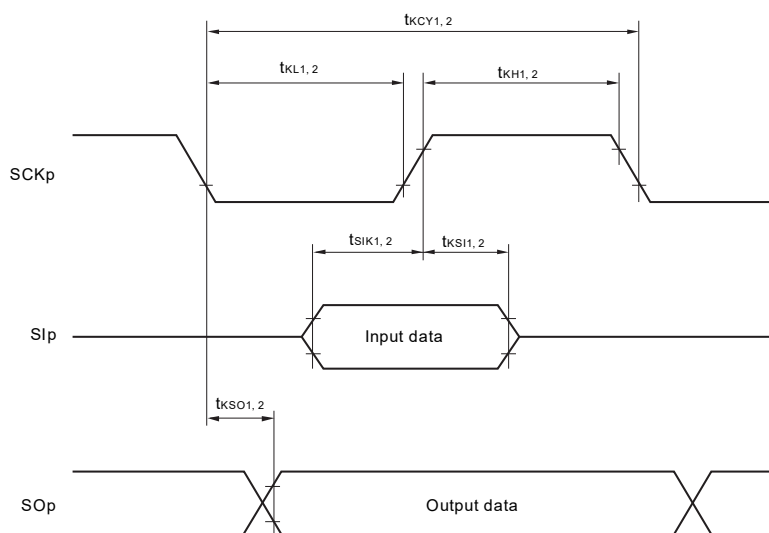 tKCY1, 2
tKL1, 2
tKH1, 2
SCKp
tSIK1, 2
tKSI1, 2
SIp
Input data
tKSO1, 2
SOp
Output data